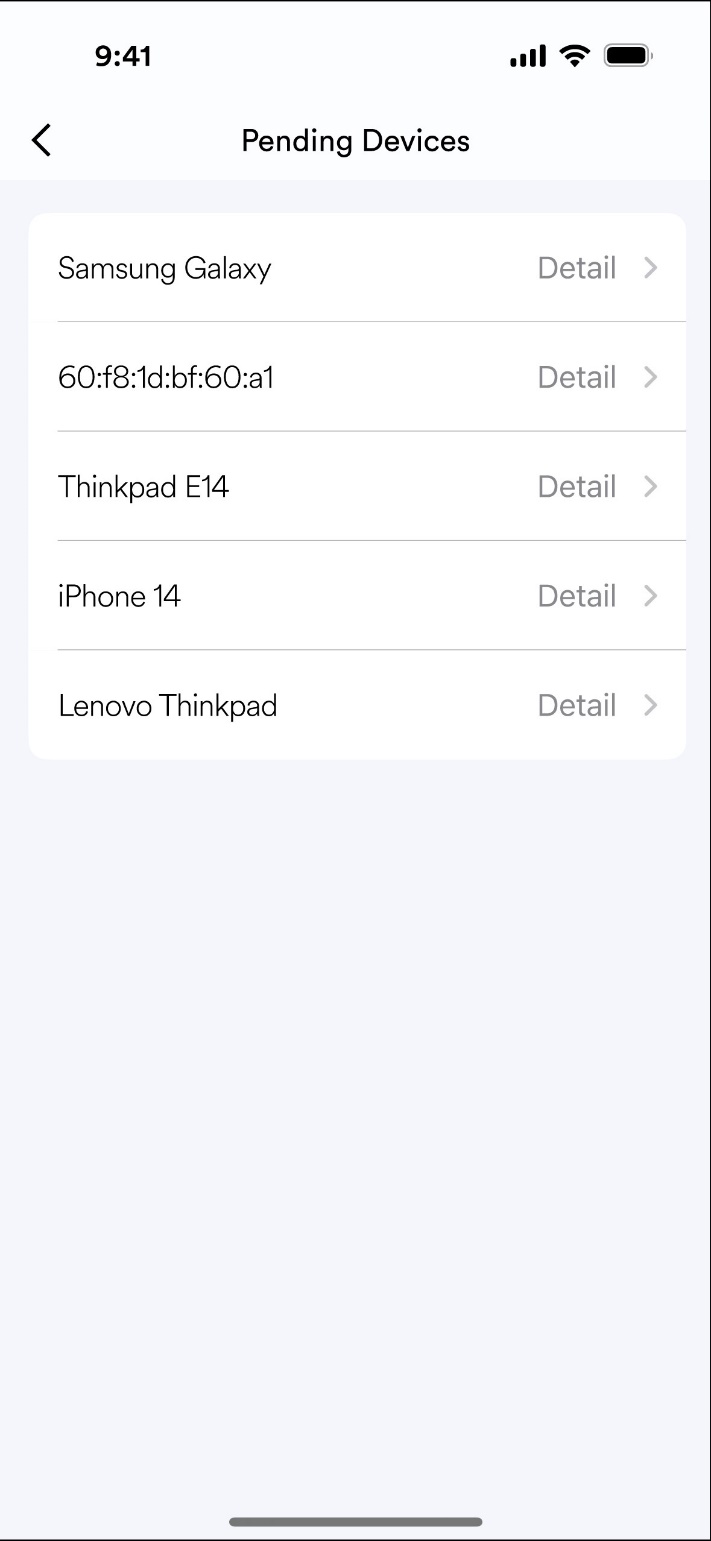 9:41
Pending Devices
Samsung Galaxy Detail
60:f8:1d:bf:60:a1 Detail
Thinkpad E14 Detail
iPhone 14 Detail
Lenovo Thinkpad Detail